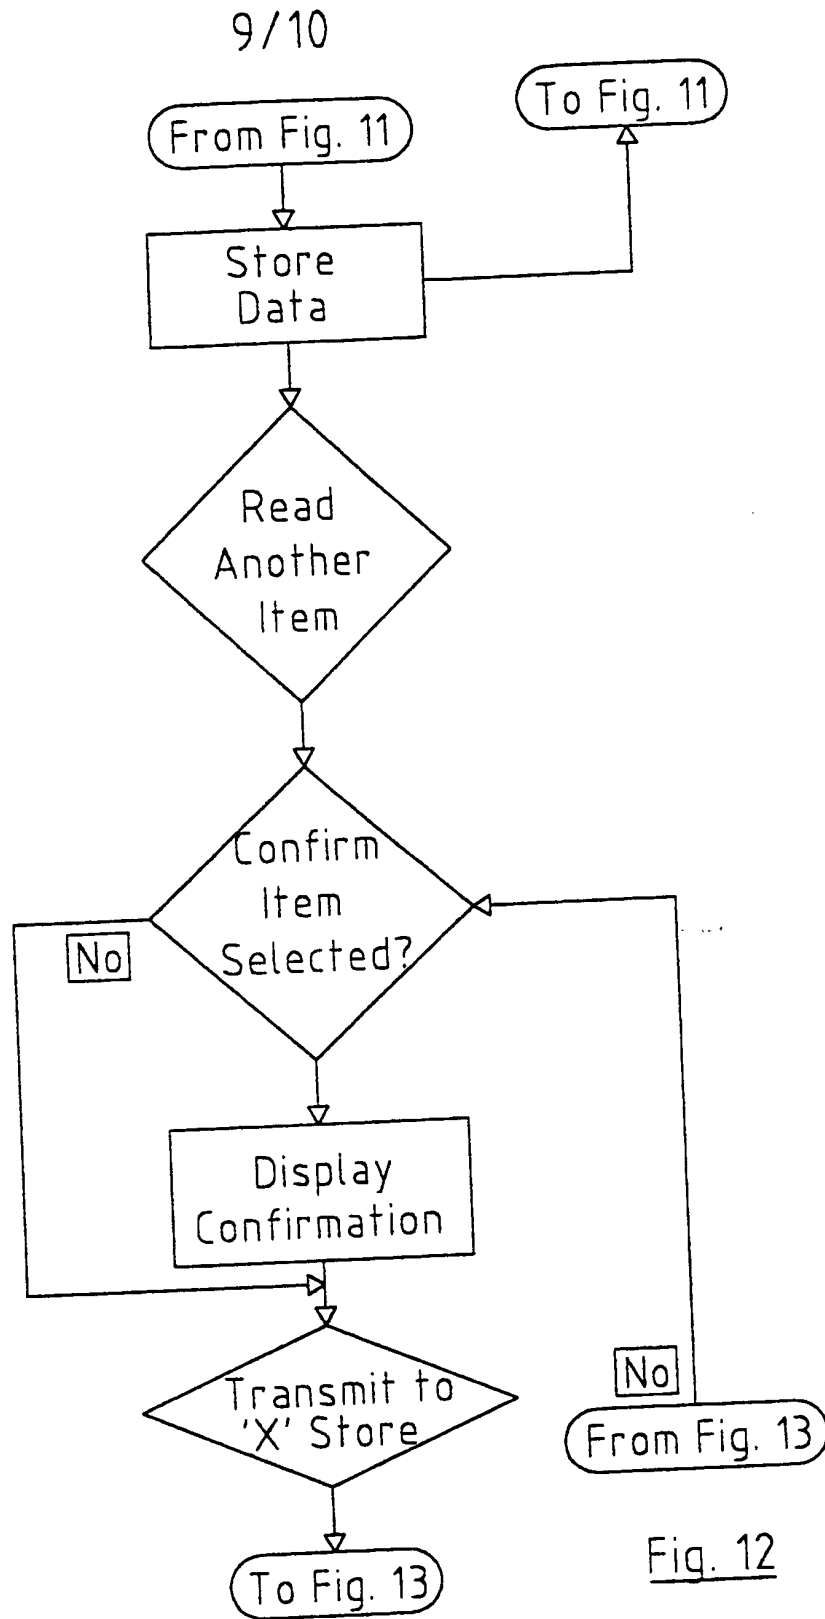 9/10
From Fig. 11
To Fig. 11
Store
Data
Read
Another
Item
Confirm
Item
Selected?
No
Display
Confirmation
Transmit to
'X' Store
No
From Fig. 13
To Fig. 13
Fig. 12